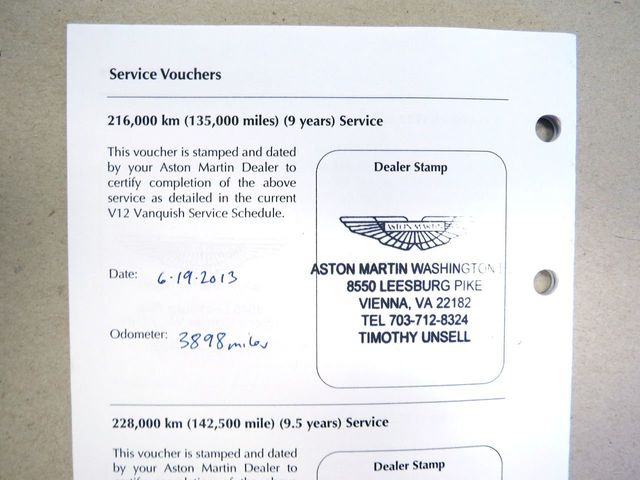 Service Vouchers
216,000 km (135,000 miles) (9 years) Service
This voucher is stamped and dated
by your Aston Martin Dealer to
certify completion of the above
service as detailed in the current
V12 Vanquish Service Schedule.
Date: 6·19·2013
Odometer: 3898 miles
Dealer Stamp
ASTON MARTIN
ASTON MARTIN WASHINGTON
8550 LEESBURG PIKE
VIENNA, VA 22182
TEL 703-712-8324
TIMOTHY UNSELL
228,000 km (142,500 mile) (9.5 years) Service
This voucher is stamped and dated
by your Aston Martin Dealer to
Dealer Stamp